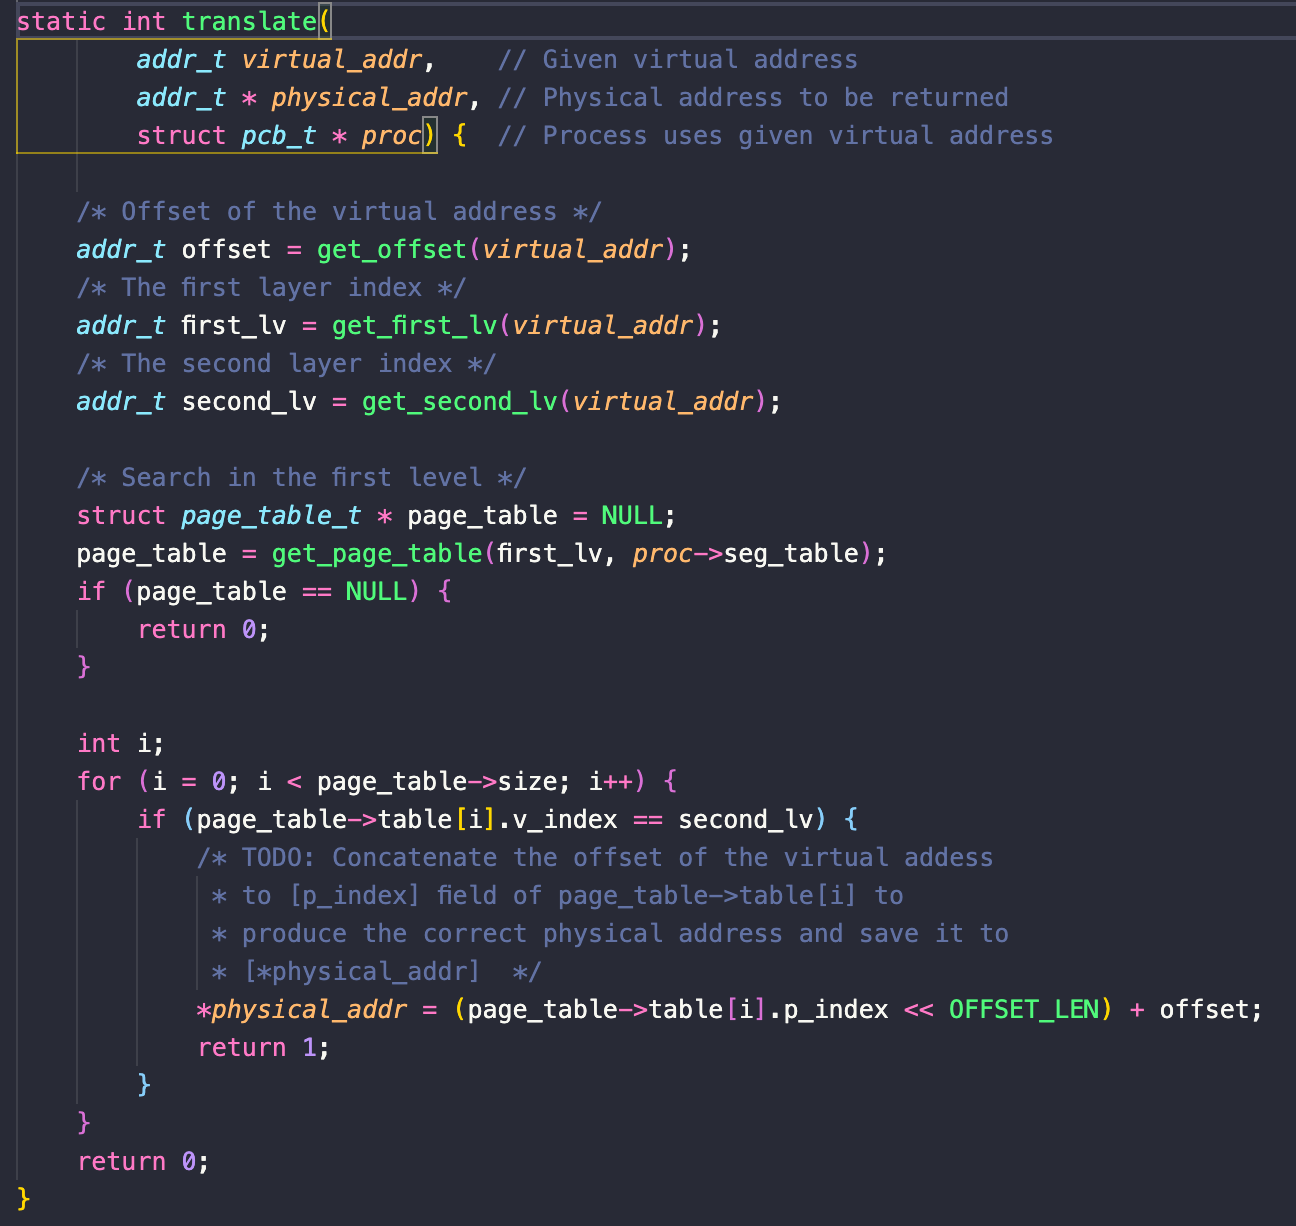 static int translate(
        addr_t virtual_addr,    // Given virtual address
        addr_t * physical_addr, // Physical address to be returned
        struct pcb_t * proc) {  // Process uses given virtual address

    /* Offset of the virtual address */
    addr_t offset = get_offset(virtual_addr);
    /* The first layer index */
    addr_t first_lv = get_first_lv(virtual_addr);
    /* The second layer index */
    addr_t second_lv = get_second_lv(virtual_addr);

    /* Search in the first level */
    struct page_table_t * page_table = NULL;
    page_table = get_page_table(first_lv, proc->seg_table);
    if (page_table == NULL) {
        return 0;
    }

    int i;
    for (i = 0; i < page_table->size; i++) {
        if (page_table->table[i].v_index == second_lv) {
            /* TODO: Concatenate the offset of the virtual addess
             * to [p_index] field of page_table->table[i] to
             * produce the correct physical address and save it to
             * [*physical_addr]  */
            *physical_addr = (page_table->table[i].p_index << OFFSET_LEN) + offset;
            return 1;
        }
    }
    return 0;
}